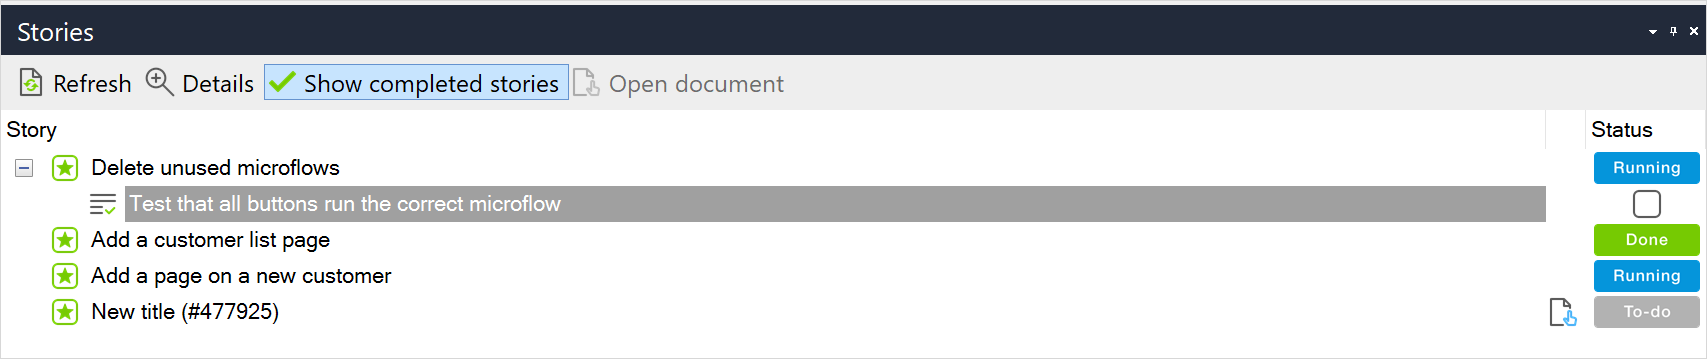 Stories
Refresh Details Show completed stories Open document
Story Status
Delete unused microflows Running
Test that all buttons run the correct microflow
Add a customer list page Done
Add a page on a new customer Running
New title (#477925) To-do